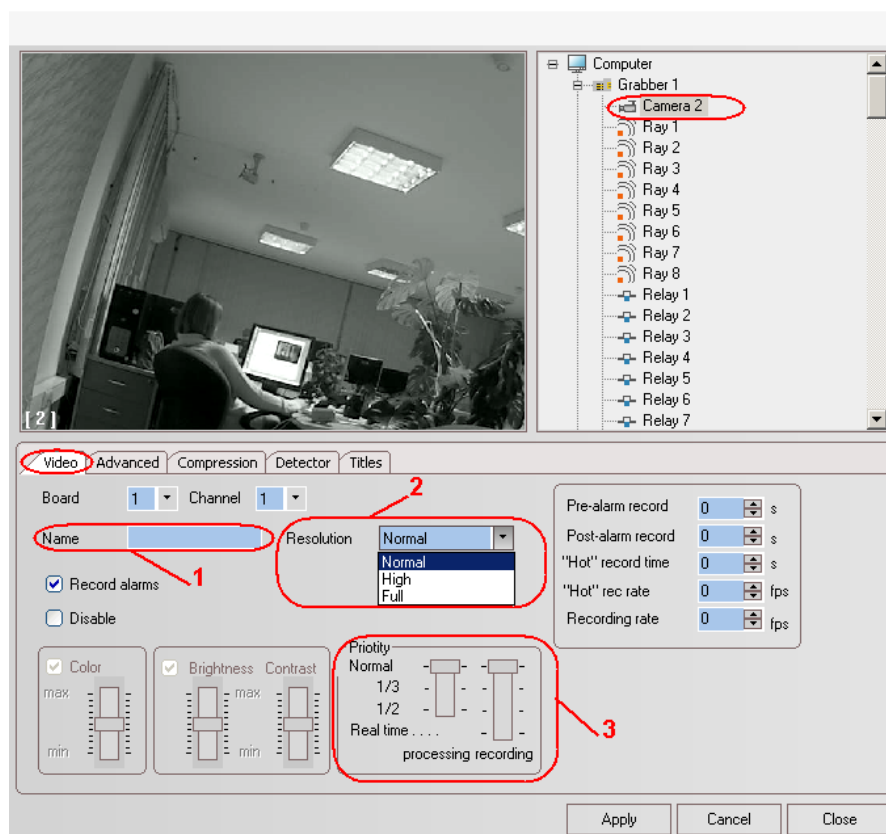 Computer
Grabber 1
Camera 2
Ray 1
Ray 2
Ray 3
Ray 4
Ray 5
Ray 6
Ray 7
Ray 8
Relay 1
Relay 2
Relay 3
Relay 4
Relay 5
Relay 6
Relay 7
[2]
Video Advanced Compression Detector Titles
Board 1 Channel 1
Name
1
Record alarms
Disable
2
Resolution Normal
Normal
High
Full
Pre-alarm record 0 s
Post-alarm record 0 s
"Hot" record time 0 s
"Hot" rec rate 0 fps
Recording rate 0 fps
Color
max
min
Brightness Contrast
max
min
Priotity
Normal
1/3
1/2
Real time . . . .
processing recording
3
Apply Cancel Close